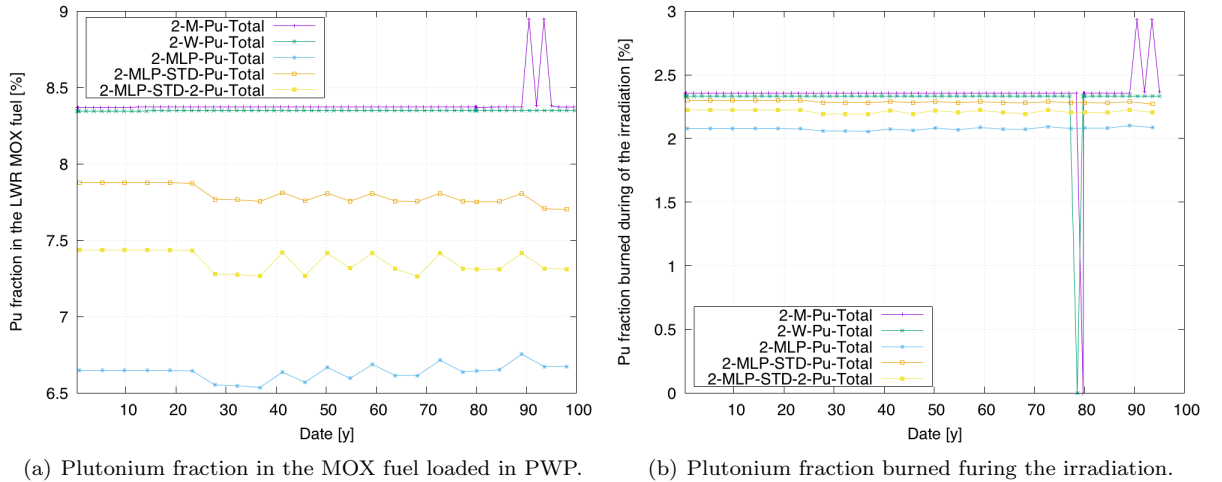 9
8.5
8
7.5
7
6.5
10
20
30
40
50
60
70
80
90
100
Pu fraction in the LWR MOX fuel [%]
Date [y]
2-M-Pu-Total
2-W-Pu-Total
2-MLP-Pu-Total
2-MLP-STD-Pu-Total
2-MLP-STD-2-Pu-Total
(a) Plutonium fraction in the MOX fuel loaded in PWP.
3
2.5
2
1.5
1
0.5
0
10
20
30
40
50
60
70
80
90
100
Pu fraction burned during of the irradiation [%]
Date [y]
2-M-Pu-Total
2-W-Pu-Total
2-MLP-Pu-Total
2-MLP-STD-Pu-Total
2-MLP-STD-2-Pu-Total
(b) Plutonium fraction burned furing the irradiation.